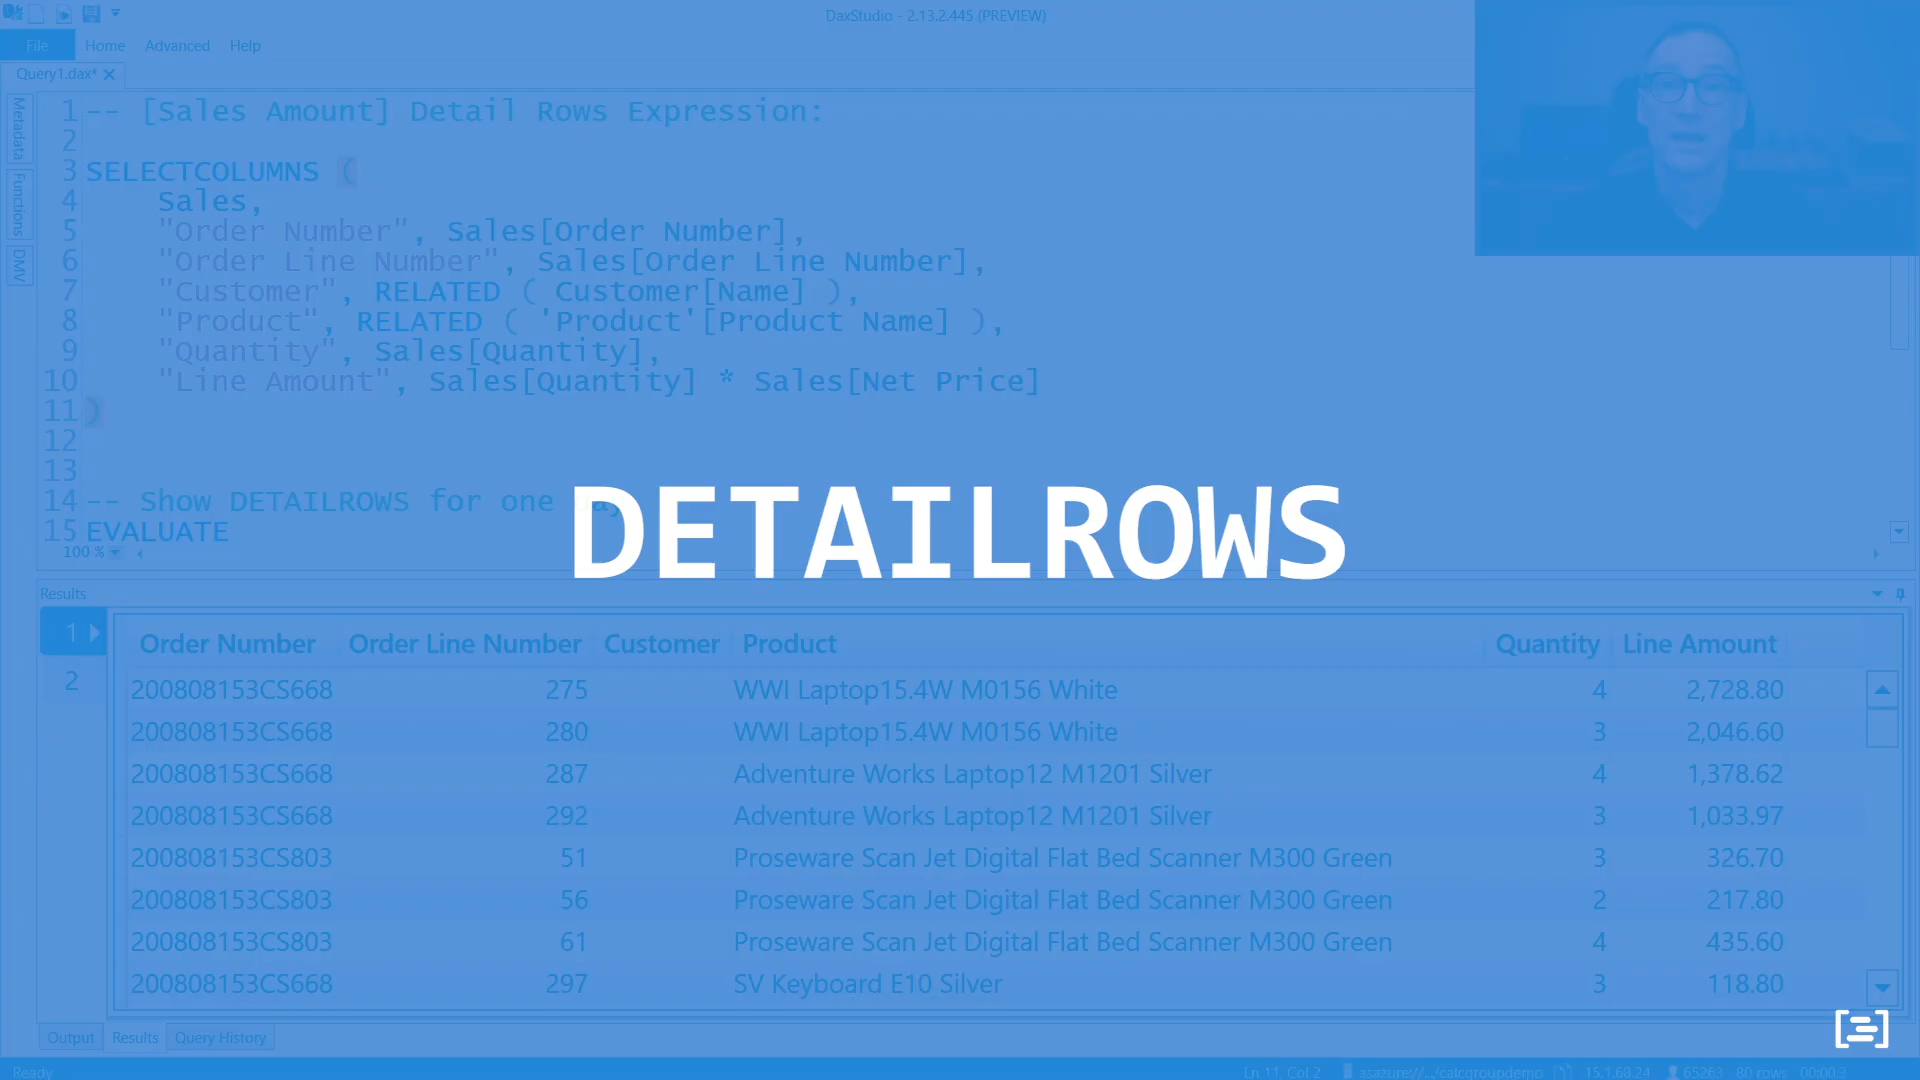 DaxStudio - 2.13.2.445 (PREVIEW)
File Home Advanced Help
Query1.dax*
Metadata
Functions
DMV
1 -- [Sales Amount] Detail Rows Expression:
2
3 SELECTCOLUMNS (
4 Sales,
5 "Order Number", Sales[Order Number],
6 "Order Line Number", Sales[Order Line Number],
7 "Customer", RELATED ( Customer[Name] ),
8 "Product", RELATED ( 'Product'[Product Name] ),
9 "Quantity", Sales[Quantity],
10 "Line Amount", Sales[Quantity] * Sales[Net Price]
11 )
12
13
14 -- Show DETAILROWS for one
15 EVALUATE
DETAILROWS
100 %
Results
1
2
Order Number Order Line Number Customer Product Quantity Line Amount
200808153CS668 275 WWI Laptop15.4W M0156 White 4 2,728.80
200808153CS668 280 WWI Laptop15.4W M0156 White 3 2,046.60
200808153CS668 287 Adventure Works Laptop12 M1201 Silver 4 1,378.62
200808153CS668 292 Adventure Works Laptop12 M1201 Silver 3 1,033.97
200808153CS803 51 Proseware Scan Jet Digital Flat Bed Scanner M300 Green 3 326.70
200808153CS803 56 Proseware Scan Jet Digital Flat Bed Scanner M300 Green 2 217.80
200808153CS803 61 Proseware Scan Jet Digital Flat Bed Scanner M300 Green 4 435.60
200808153CS668 297 SV Keyboard E10 Silver 3 118.80
Output Results Query History
Ready Ln 11, Col 2 asazure://.../calcgroupdemo 15.1.68.24 65263 80 rows 00:00.3